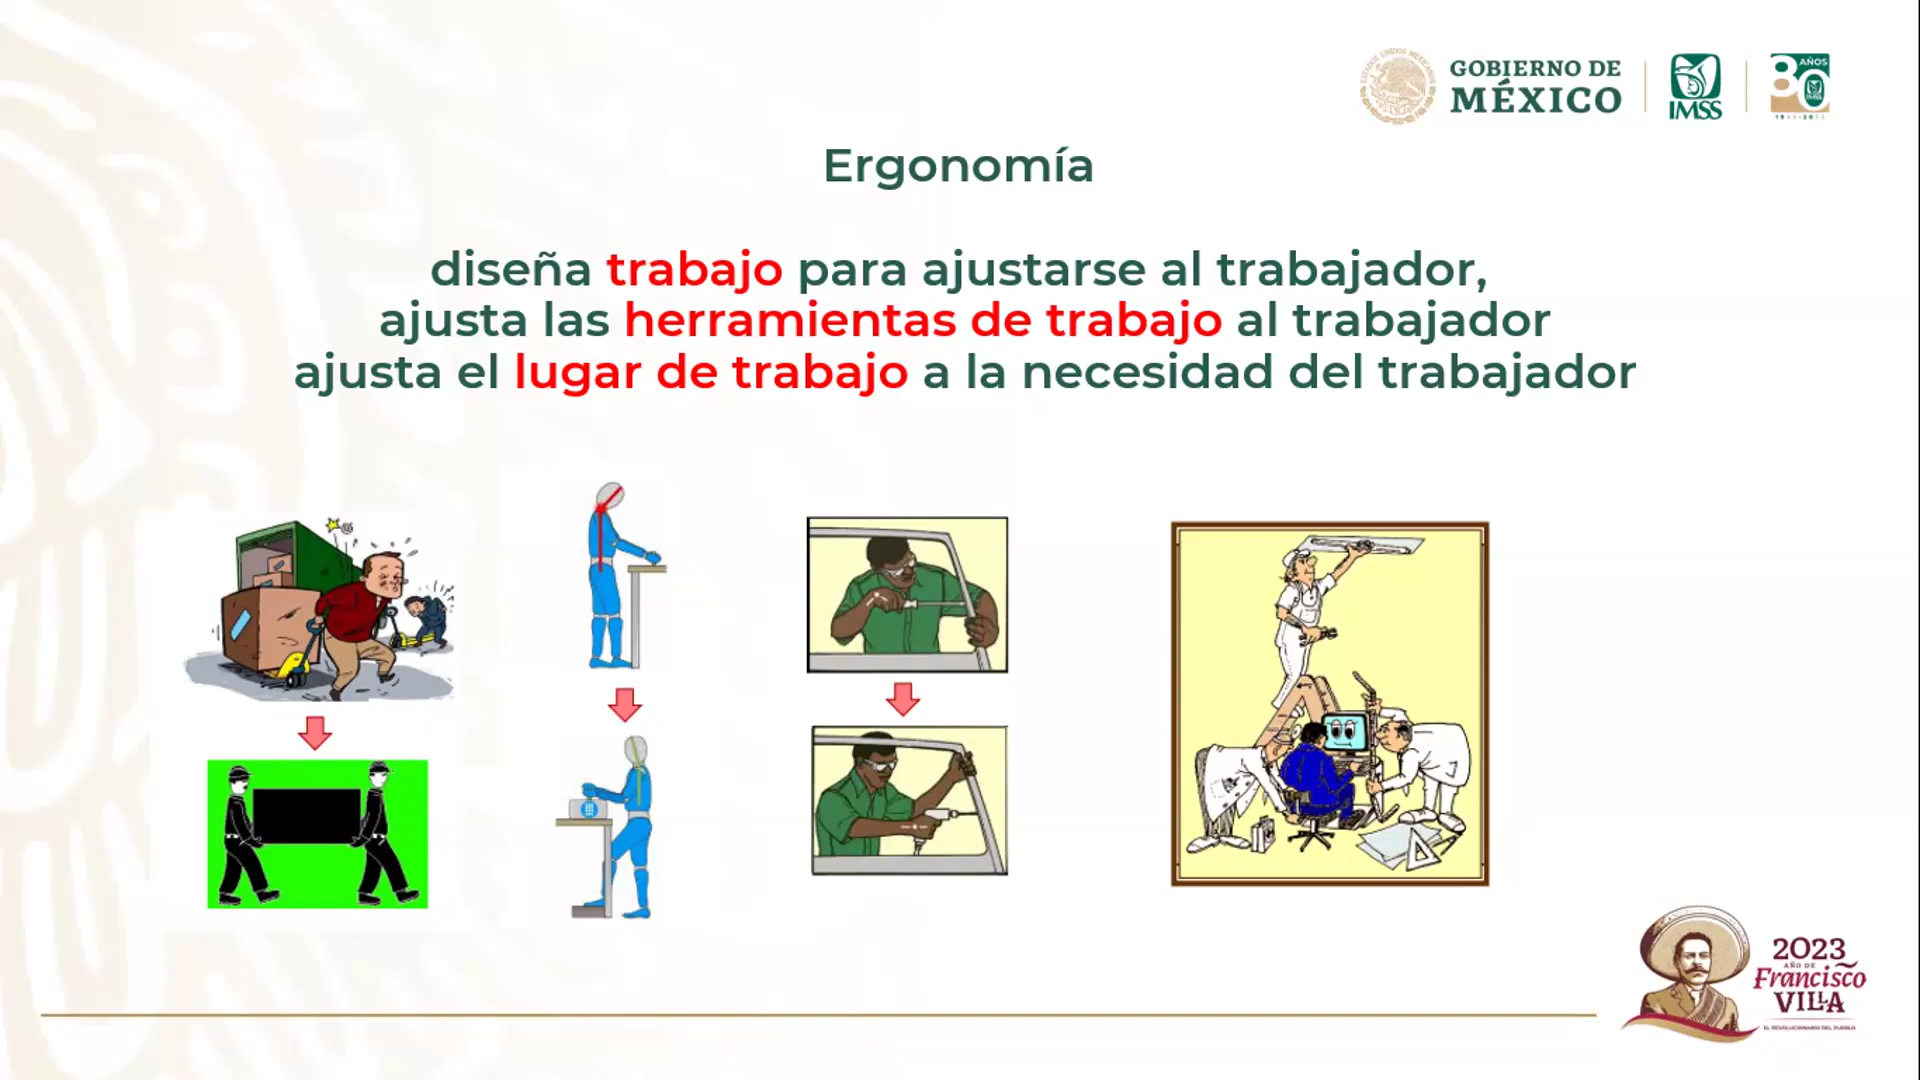 GOBIERNO DE
MÉXICO
IMSS
80 AÑOS
Ergonomía
diseña trabajo para ajustarse al trabajador,
ajusta las herramientas de trabajo al trabajador
ajusta el lugar de trabajo a la necesidad del trabajador
2023
AÑO DE
Francisco
VILLA
EL REVOLUCIONARIO DEL PUEBLO